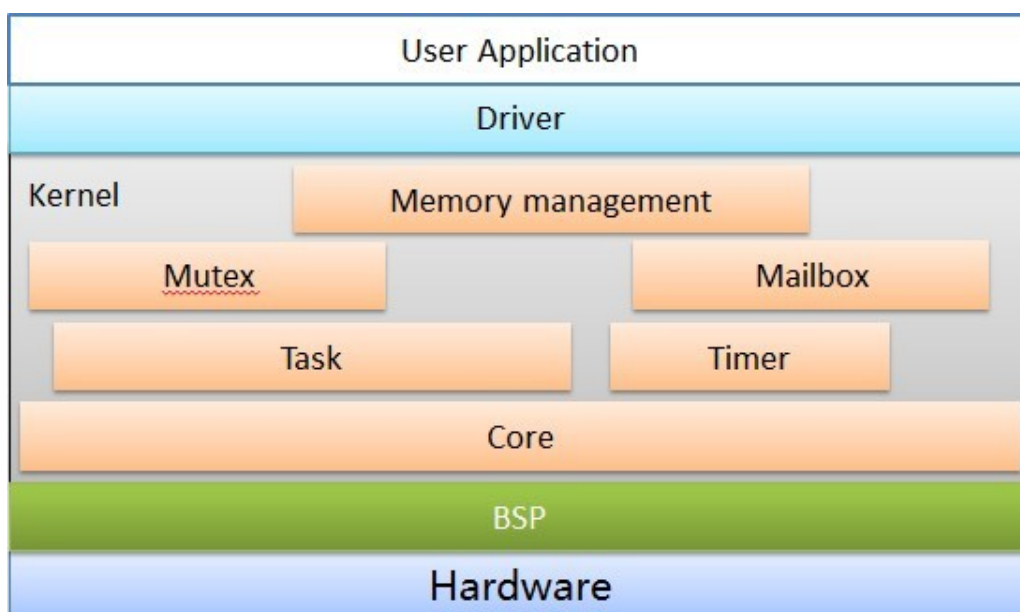 User Application
Driver
Kernel
Memory management
Mutex
Mailbox
Task
Timer
Core
BSP
Hardware